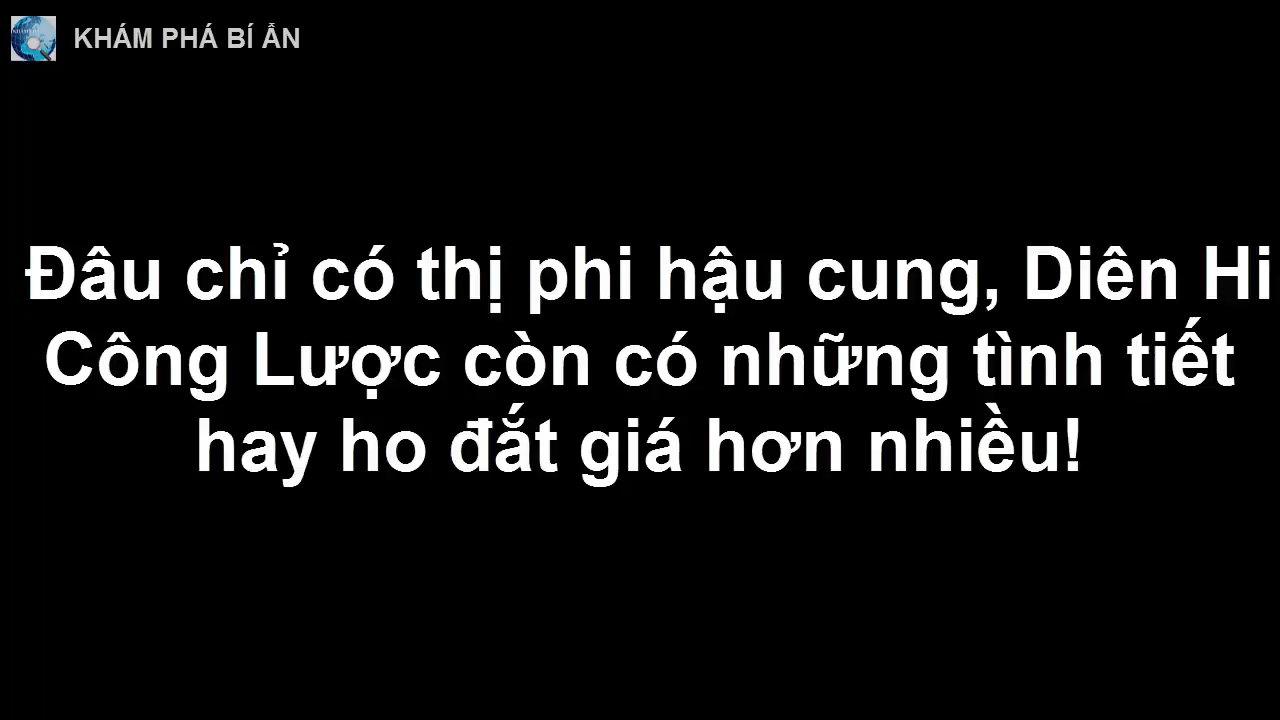 KHÁM PHÁ BÍ ẨN
Đâu chỉ có thị phi hậu cung, Diên Hi
Công Lược còn có những tình tiết
hay ho đắt giá hơn nhiều!